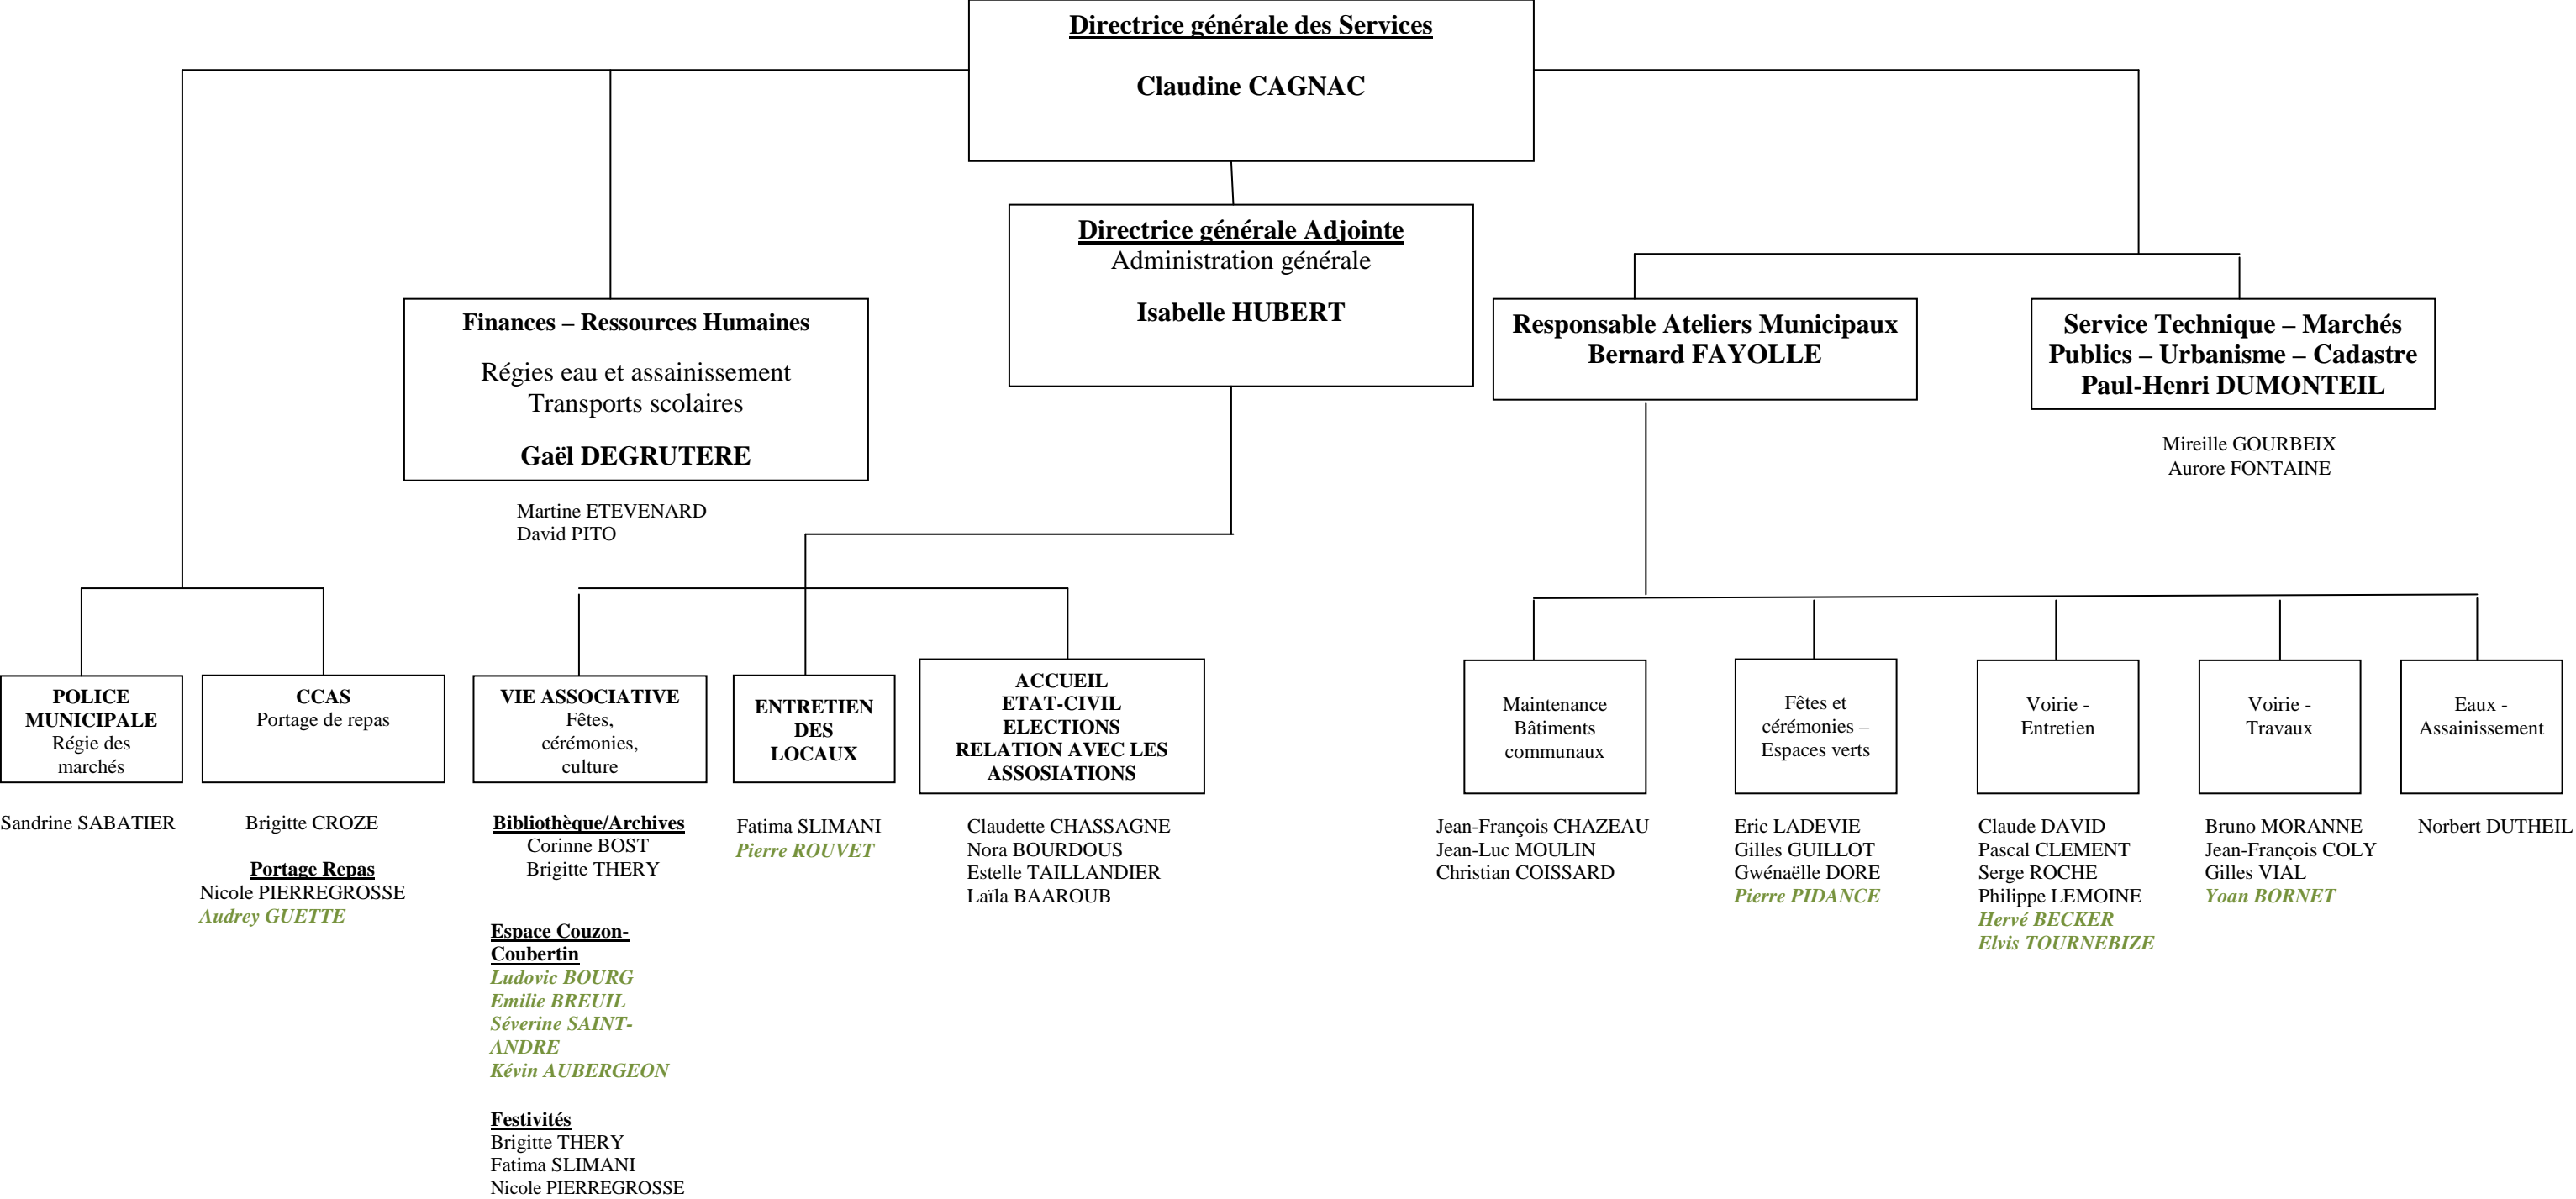 Directrice générale des Services
Claudine CAGNAC
Directrice générale Adjointe
Administration générale
Isabelle HUBERT
Finances – Ressources Humaines
Régies eau et assainissement
Transports scolaires
Gaël DEGRUTERE
Martine ETEVENARD
David PITO
Responsable Ateliers Municipaux
Bernard FAYOLLE
Service Technique – Marchés
Publics – Urbanisme – Cadastre
Paul-Henri DUMONTEIL
Mireille GOURBEIX
Aurore FONTAINE
POLICE
MUNICIPALE
Régie des
marchés
Sandrine SABATIER
CCAS
Portage de repas
Brigitte CROZE
Portage Repas
Nicole PIERREGROSSE
Audrey GUETTE
VIE ASSOCIATIVE
Fêtes,
cérémonies,
culture
Bibliothèque/Archives
Corinne BOST
Brigitte THERY
Espace Couzon-
Coubertin
Ludovic BOURG
Emilie BREUIL
Séverine SAINT-
ANDRE
Kévin AUBERGEON
Festivités
Brigitte THERY
Fatima SLIMANI
Nicole PIERREGROSSE
ENTRETIEN
DES
LOCAUX
Fatima SLIMANI
Pierre ROUVET
ACCUEIL
ETAT-CIVIL
ELECTIONS
RELATION AVEC LES
ASSOSIATIONS
Claudette CHASSAGNE
Nora BOURDOUS
Estelle TAILLANDIER
Laïla BAAROUB
Maintenance
Bâtiments
communaux
Jean-François CHAZEAU
Jean-Luc MOULIN
Christian COISSARD
Fêtes et
cérémonies –
Espaces verts
Eric LADEVIE
Gilles GUILLOT
Gwénaëlle DORE
Pierre PIDANCE
Voirie -
Entretien
Claude DAVID
Pascal CLEMENT
Serge ROCHE
Philippe LEMOINE
Hervé BECKER
Elvis TOURNEBIZE
Voirie -
Travaux
Bruno MORANNE
Jean-François COLY
Gilles VIAL
Yoan BORNET
Eaux -
Assainissement
Norbert DUTHEIL